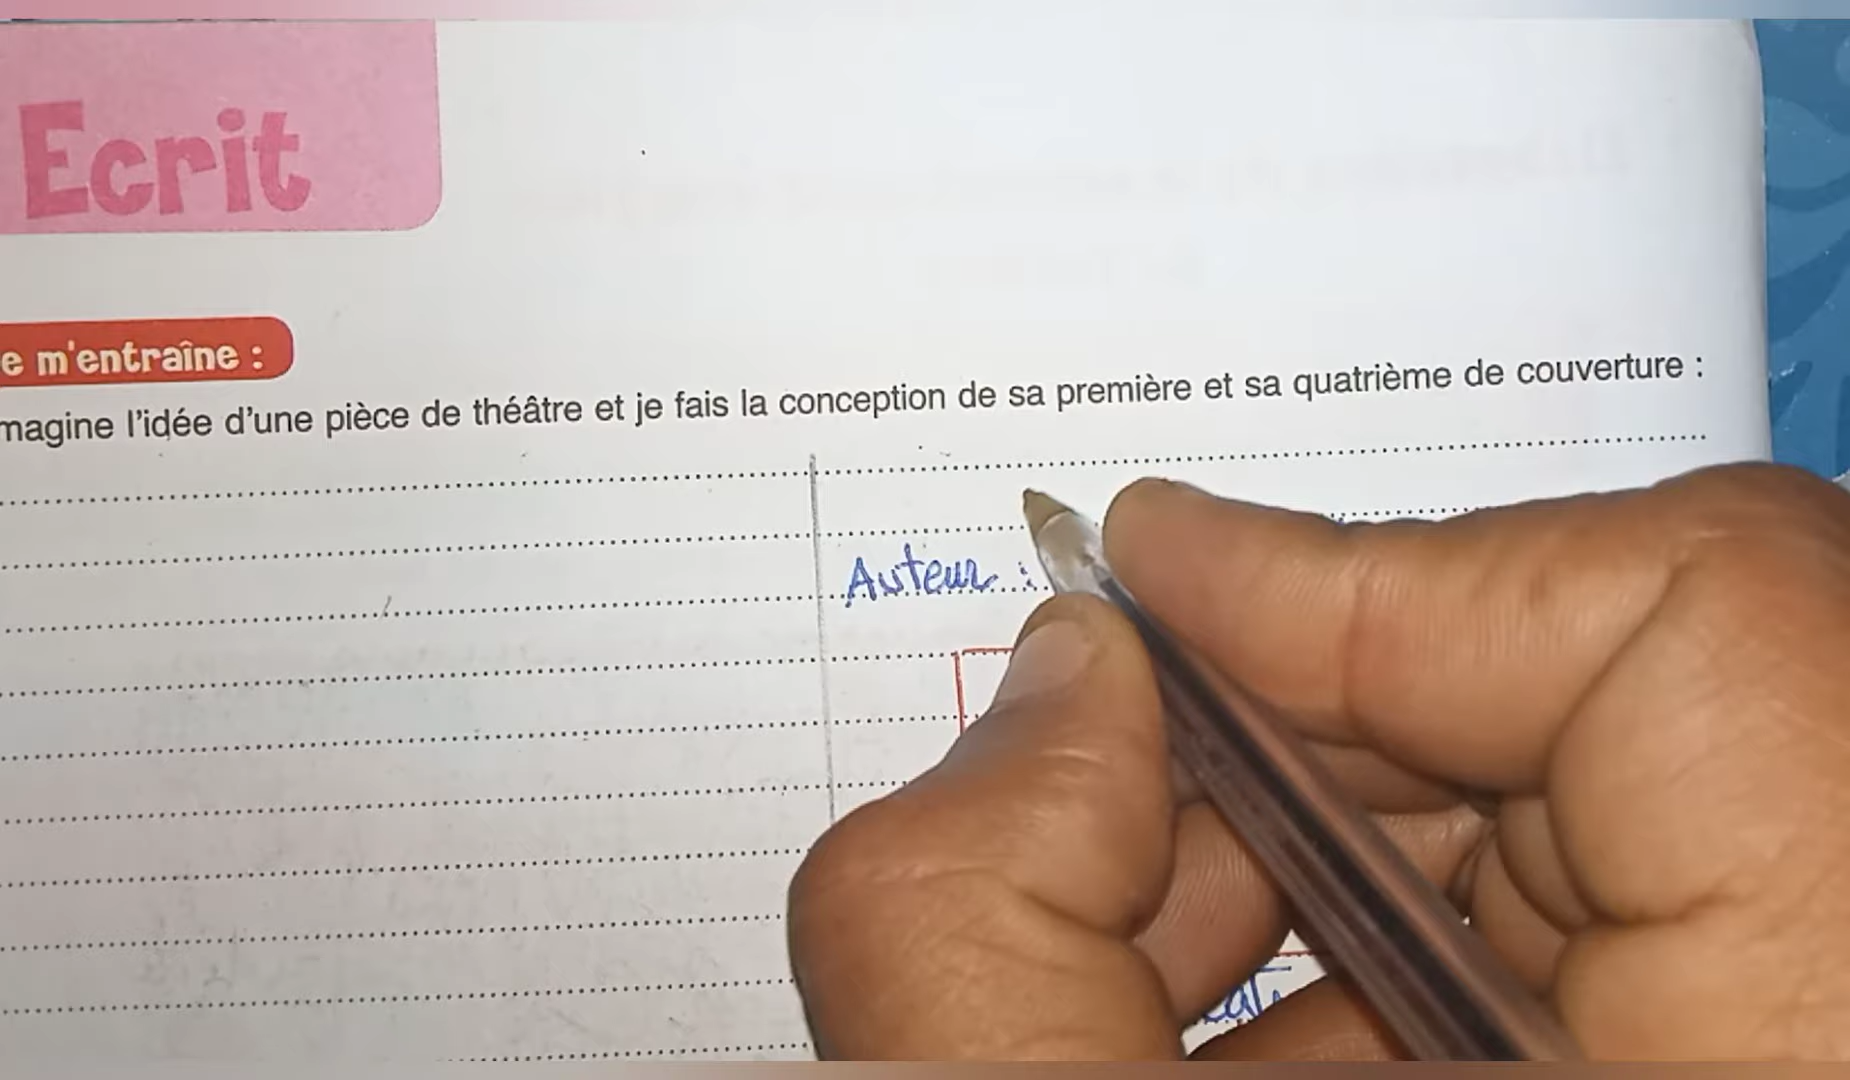 Ecrit
e m'entraîne :
magine l'idée d'une pièce de théâtre et je fais la conception de sa première et sa quatrième de couverture :
Auteur :